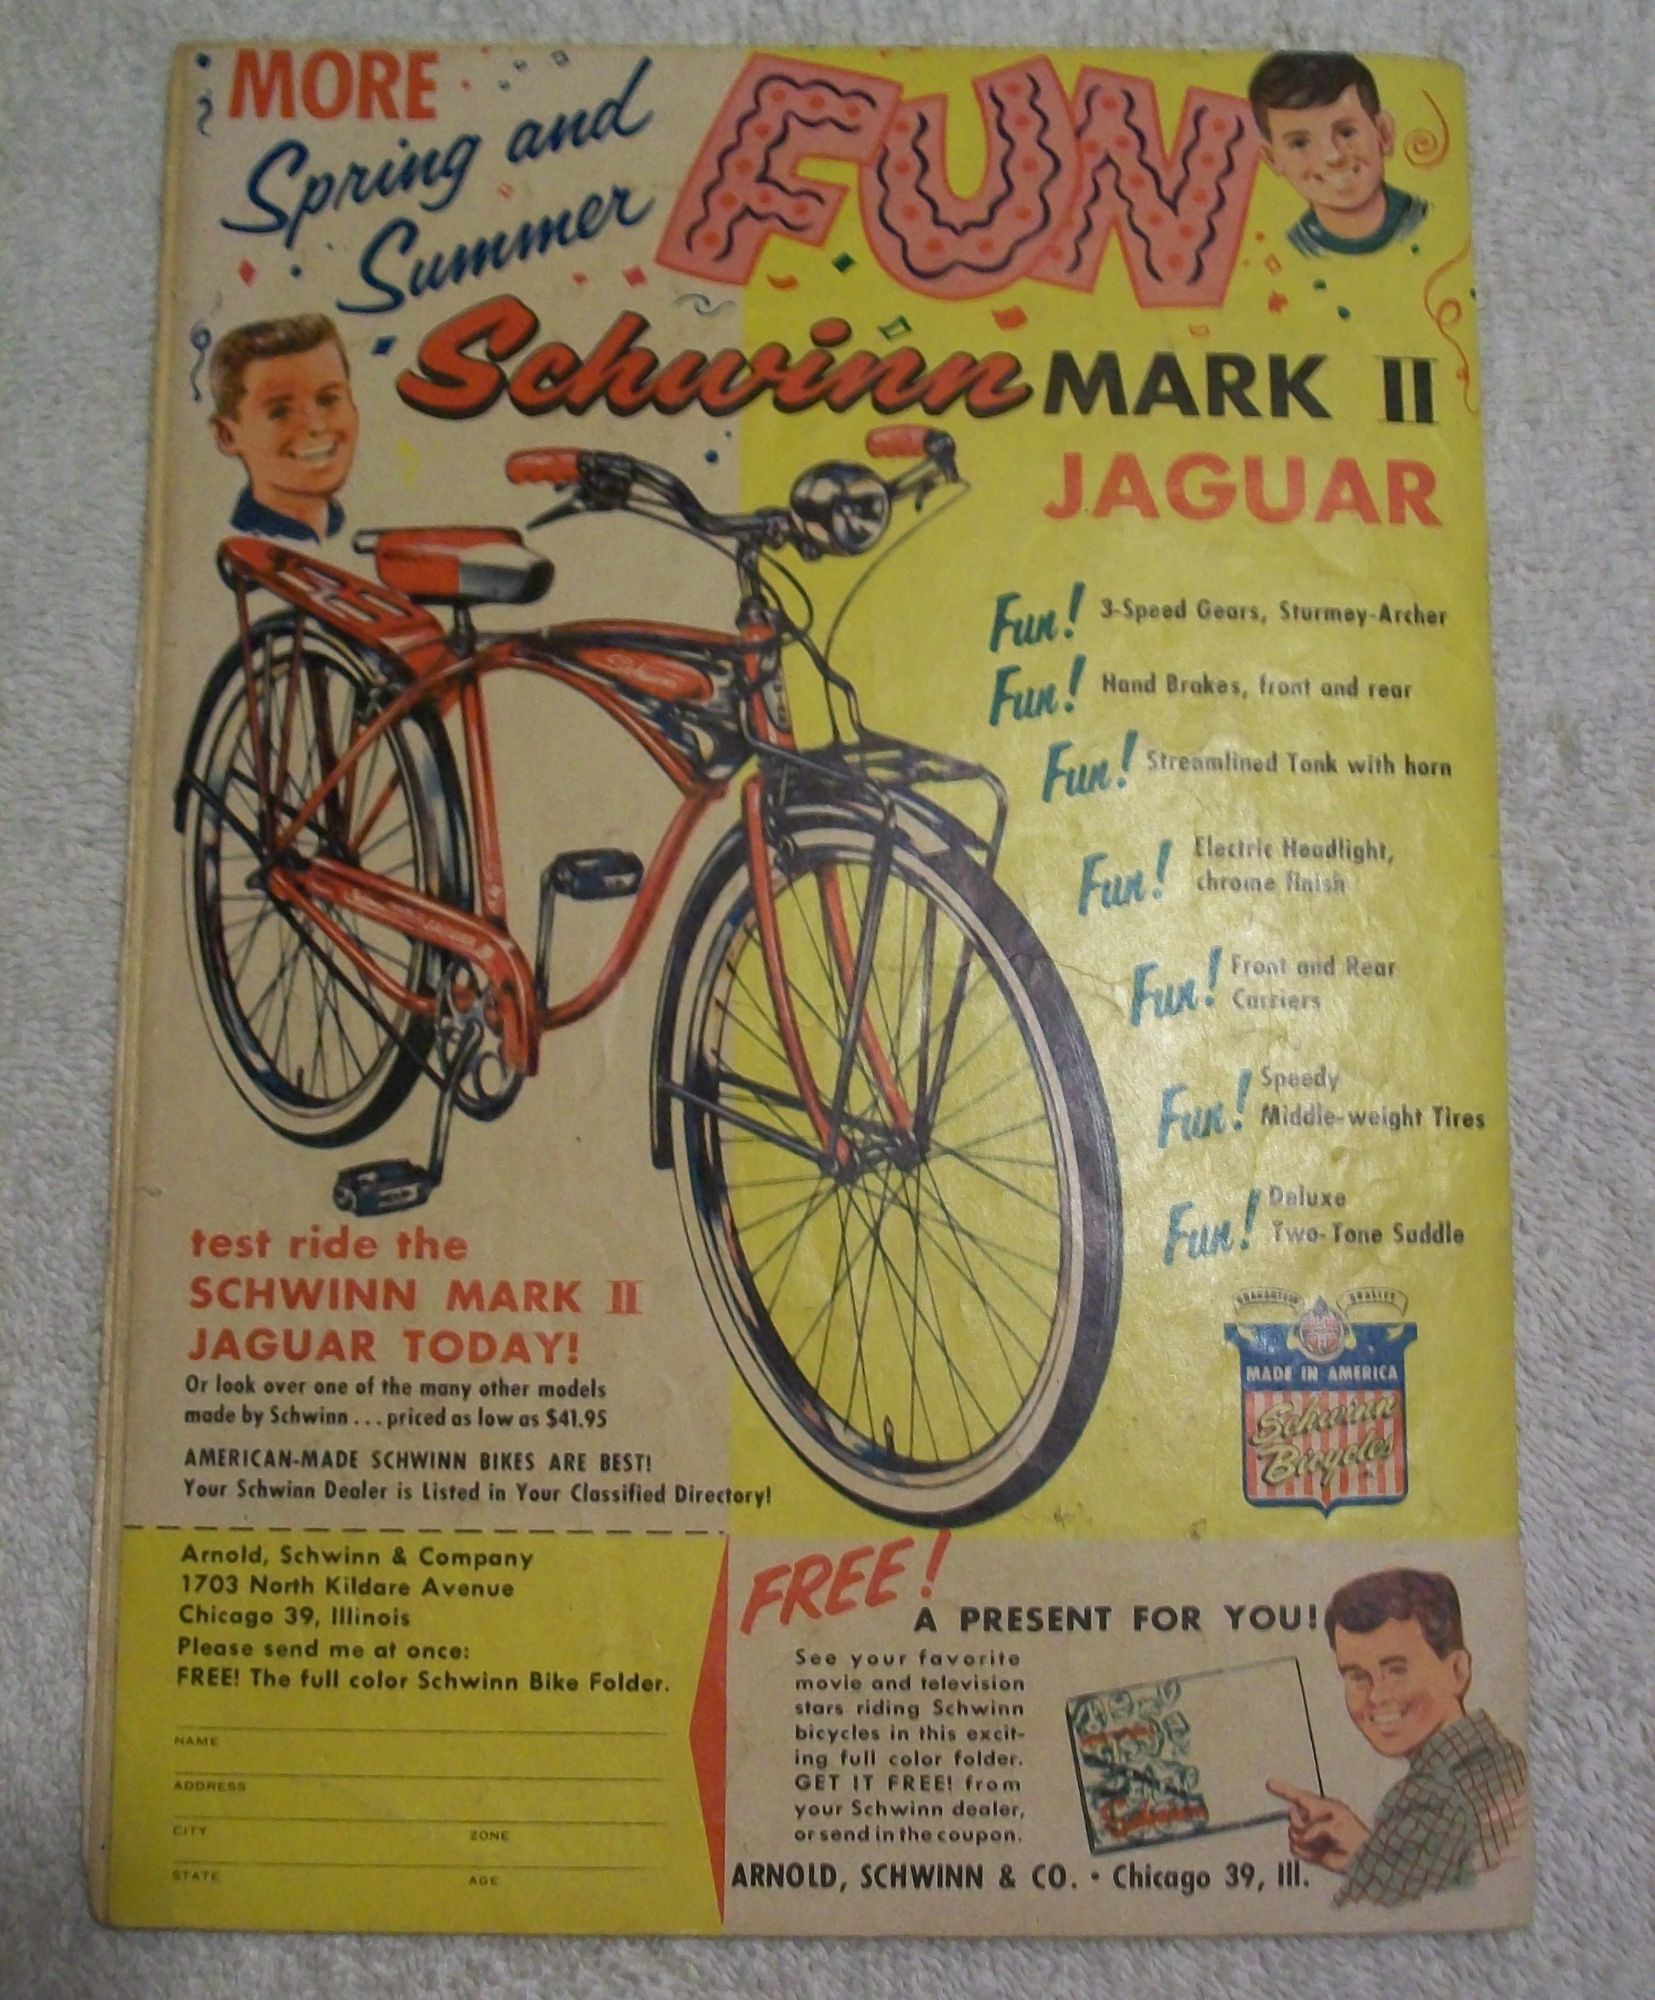 MORE
Spring and
Summer
FUN
Schwinn MARK II
JAGUAR
Schwinn
JAGUAR
Fun! 3-Speed Gears, Sturmey-Archer
Fun! Hand Brakes, front and rear
Fun! Streamlined Tank with horn
Fun! Electric Headlight,
chrome finish
Fun! Front and Rear
Carriers
Fun! Speedy
Middle-weight Tires
Fun! Deluxe
Two-Tone Saddle
GUARANTEED QUALITY
MADE IN AMERICA
Schwinn
Bicycles
test ride the
SCHWINN MARK II
JAGUAR TODAY!
Or look over one of the many other models
made by Schwinn ... priced as low as $41.95
AMERICAN-MADE SCHWINN BIKES ARE BEST!
Your Schwinn Dealer is Listed in Your Classified Directory!
Arnold, Schwinn & Company
1703 North Kildare Avenue
Chicago 39, Illinois
Please send me at once:
FREE! The full color Schwinn Bike Folder.
NAME
ADDRESS
CITY ZONE
STATE AGE
FREE!
A PRESENT FOR YOU!
See your favorite
movie and television
stars riding Schwinn
bicycles in this excit-
ing full color folder.
GET IT FREE! from
your Schwinn dealer,
or send in the coupon.
Schwinn
ARNOLD, SCHWINN & CO. • Chicago 39, Ill.